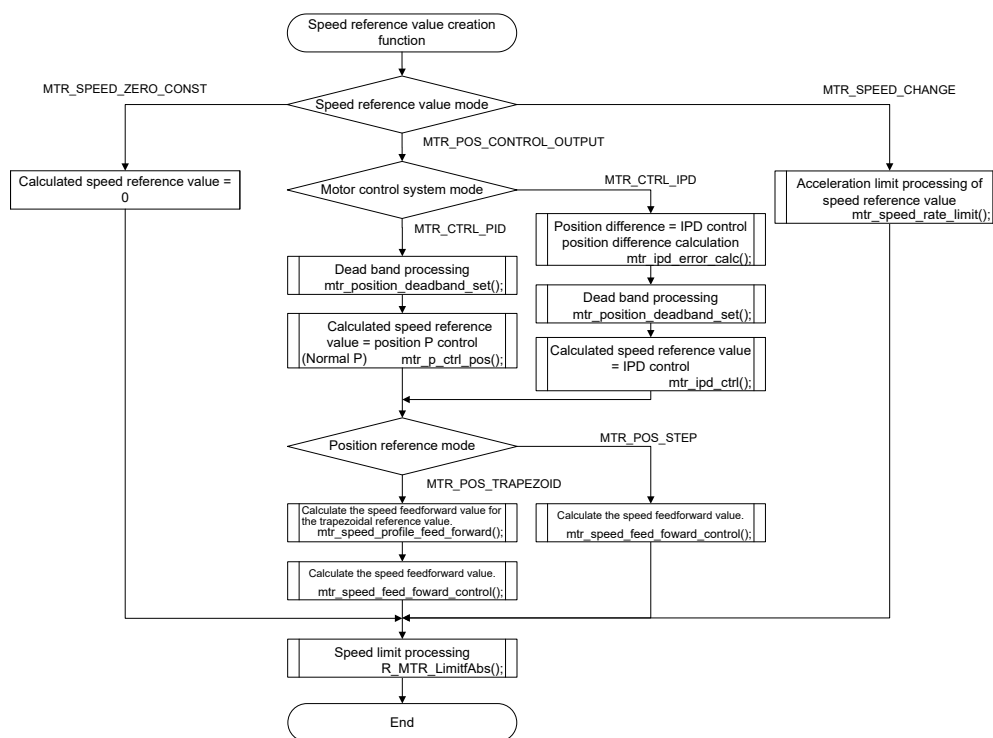 Speed reference value creation
function
MTR_SPEED_ZERO_CONST
Speed reference value mode
MTR_SPEED_CHANGE
MTR_POS_CONTROL_OUTPUT
Calculated speed reference value =
0
Motor control system mode
MTR_CTRL_IPD
Acceleration limit processing of
speed reference value
mtr_speed_rate_limit();
MTR_CTRL_PID
Position difference = IPD control
position difference calculation
mtr_ipd_error_calc();
Dead band processing
mtr_position_deadband_set();
Dead band processing
mtr_position_deadband_set();
Calculated speed reference
value = position P control
(Normal P) mtr_p_ctrl_pos();
Calculated speed reference value
= IPD control
mtr_ipd_ctrl();
Position reference mode
MTR_POS_STEP
MTR_POS_TRAPEZOID
Calculate the speed feedforward value for
the trapezoidal reference value.
mtr_speed_profile_feed_forward();
Calculate the speed feedforward value.
mtr_speed_feed_foward_control();
Calculate the speed feedforward value.
mtr_speed_feed_foward_control();
Speed limit processing
R_MTR_LimitfAbs();
End